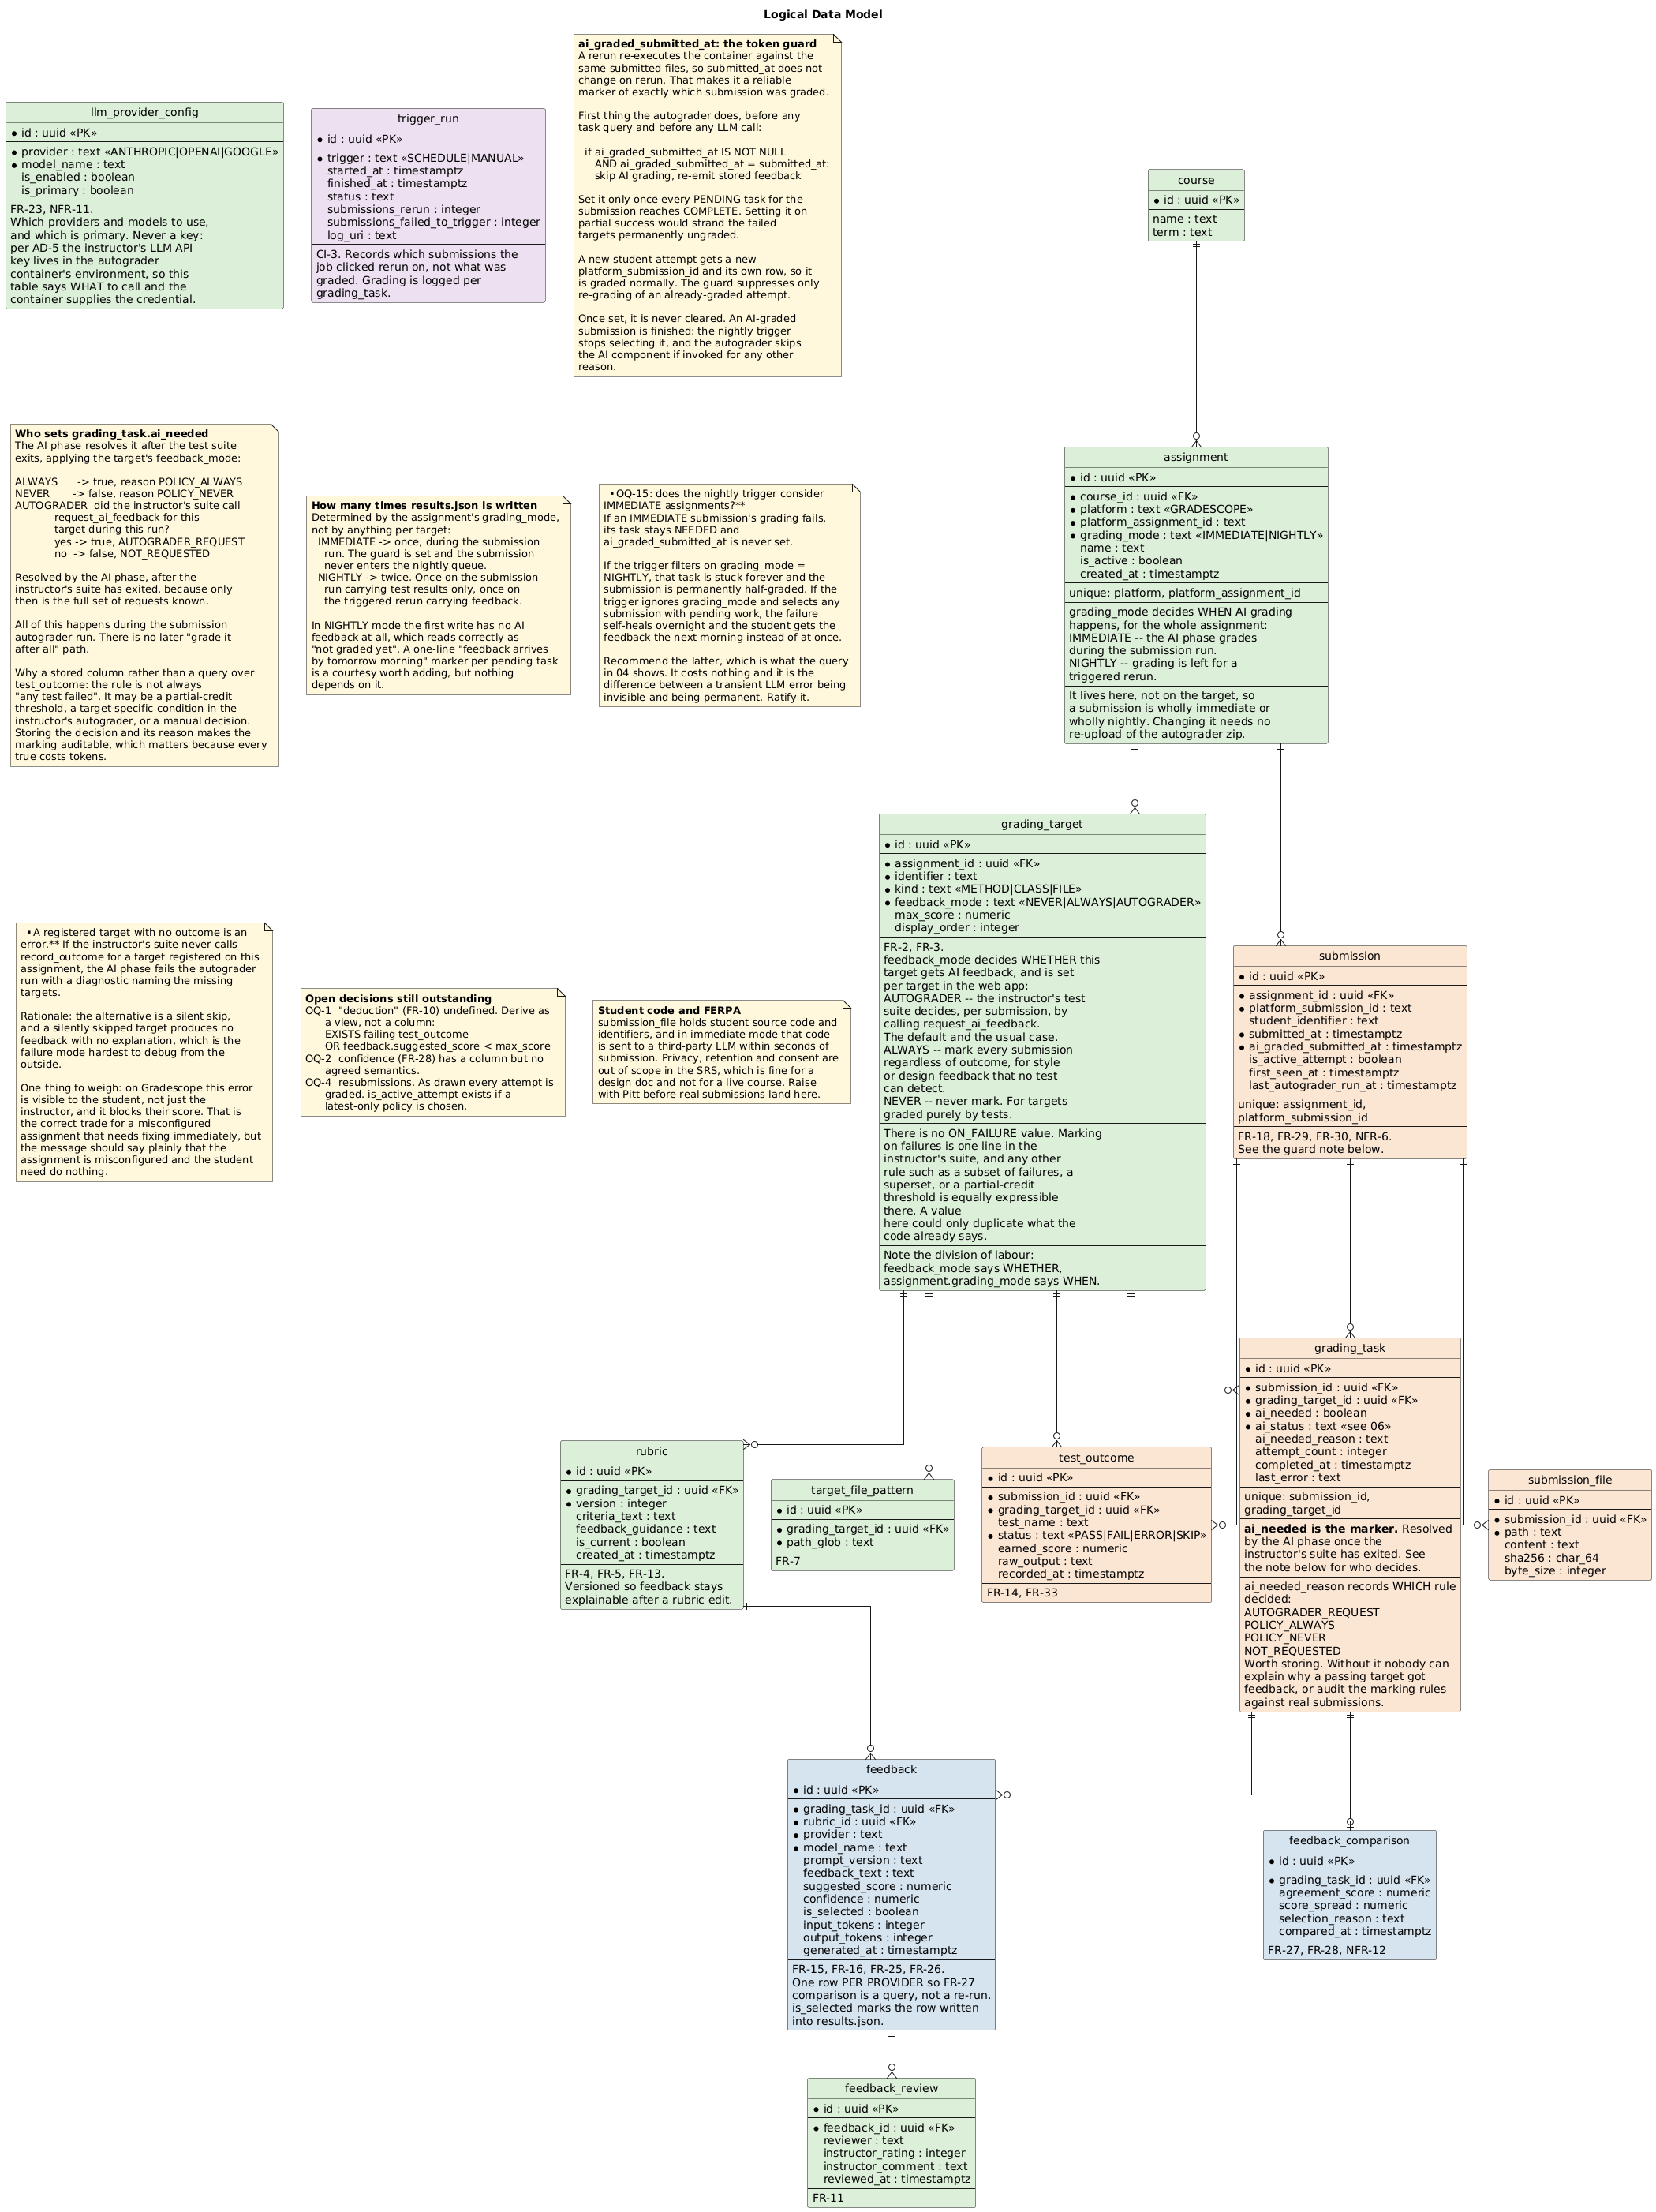 Logical Data Model
llm_provider_config
id : uuid «PK»
provider : text «ANTHROPIC|OPENAI|GOOGLE»
model_name : text
is_enabled : boolean
is_primary : boolean
FR-23, NFR-11.
Which providers and models to use,
and which is primary. Never a key:
per AD-5 the instructor's LLM API
key lives in the autograder
container's environment, so this
table says WHAT to call and the
container supplies the credential.
trigger_run
id : uuid «PK»
trigger : text «SCHEDULE|MANUAL»
started_at : timestamptz
finished_at : timestamptz
status : text
submissions_rerun : integer
submissions_failed_to_trigger : integer
log_uri : text
CI-3. Records which submissions the
job clicked rerun on, not what was
graded. Grading is logged per
grading_task.
ai_graded_submitted_at: the token guard
A rerun re-executes the container against the
same submitted files, so submitted_at does not
change on rerun. That makes it a reliable
marker of exactly which submission was graded.
First thing the autograder does, before any
task query and before any LLM call:
if ai_graded_submitted_at IS NOT NULL
AND ai_graded_submitted_at = submitted_at:
skip AI grading, re-emit stored feedback
Set it only once every PENDING task for the
submission reaches COMPLETE. Setting it on
partial success would strand the failed
targets permanently ungraded.
A new student attempt gets a new
platform_submission_id and its own row, so it
is graded normally. The guard suppresses only
re-grading of an already-graded attempt.
Once set, it is never cleared. An AI-graded
submission is finished: the nightly trigger
stops selecting it, and the autograder skips
the AI component if invoked for any other
reason.
course
id : uuid «PK»
name : text
term : text
Who sets grading_task.ai_needed
The AI phase resolves it after the test suite
exits, applying the target's feedback_mode:
ALWAYS -> true, reason POLICY_ALWAYS
NEVER -> false, reason POLICY_NEVER
AUTOGRADER did the instructor's suite call
request_ai_feedback for this
target during this run?
yes -> true, AUTOGRADER_REQUEST
no -> false, NOT_REQUESTED
Resolved by the AI phase, after the
instructor's suite has exited, because only
then is the full set of requests known.
All of this happens during the submission
autograder run. There is no later "grade it
after all" path.
Why a stored column rather than a query over
test_outcome: the rule is not always
"any test failed". It may be a partial-credit
threshold, a target-specific condition in the
instructor's autograder, or a manual decision.
Storing the decision and its reason makes the
marking auditable, which matters because every
true costs tokens.
How many times results.json is written
Determined by the assignment's grading_mode,
not by anything per target:
IMMEDIATE -> once, during the submission
run. The guard is set and the submission
never enters the nightly queue.
NIGHTLY -> twice. Once on the submission
run carrying test results only, once on
the triggered rerun carrying feedback.
In NIGHTLY mode the first write has no AI
feedback at all, which reads correctly as
"not graded yet". A one-line "feedback arrives
by tomorrow morning" marker per pending task
is a courtesy worth adding, but nothing
depends on it.
▪ OQ-15: does the nightly trigger consider
IMMEDIATE assignments?**
If an IMMEDIATE submission's grading fails,
its task stays NEEDED and
ai_graded_submitted_at is never set.
If the trigger filters on grading_mode =
NIGHTLY, that task is stuck forever and the
submission is permanently half-graded. If the
trigger ignores grading_mode and selects any
submission with pending work, the failure
self-heals overnight and the student gets the
feedback the next morning instead of at once.
Recommend the latter, which is what the query
in 04 shows. It costs nothing and it is the
difference between a transient LLM error being
invisible and being permanent. Ratify it.
assignment
id : uuid «PK»
course_id : uuid «FK»
platform : text «GRADESCOPE»
platform_assignment_id : text
grading_mode : text «IMMEDIATE|NIGHTLY»
name : text
is_active : boolean
created_at : timestamptz
unique: platform, platform_assignment_id
grading_mode decides WHEN AI grading
happens, for the whole assignment:
IMMEDIATE -- the AI phase grades
during the submission run.
NIGHTLY -- grading is left for a
triggered rerun.
It lives here, not on the target, so
a submission is wholly immediate or
wholly nightly. Changing it needs no
re-upload of the autograder zip.
▪ A registered target with no outcome is an
error.** If the instructor's suite never calls
record_outcome for a target registered on this
assignment, the AI phase fails the autograder
run with a diagnostic naming the missing
targets.
Rationale: the alternative is a silent skip,
and a silently skipped target produces no
feedback with no explanation, which is the
failure mode hardest to debug from the
outside.
One thing to weigh: on Gradescope this error
is visible to the student, not just the
instructor, and it blocks their score. That is
the correct trade for a misconfigured
assignment that needs fixing immediately, but
the message should say plainly that the
assignment is misconfigured and the student
need do nothing.
Open decisions still outstanding
OQ-1 "deduction" (FR-10) undefined. Derive as
a view, not a column:
EXISTS failing test_outcome
OR feedback.suggested_score < max_score
OQ-2 confidence (FR-28) has a column but no
agreed semantics.
OQ-4 resubmissions. As drawn every attempt is
graded. is_active_attempt exists if a
latest-only policy is chosen.
Student code and FERPA
submission_file holds student source code and
identifiers, and in immediate mode that code
is sent to a third-party LLM within seconds of
submission. Privacy, retention and consent are
out of scope in the SRS, which is fine for a
design doc and not for a live course. Raise
with Pitt before real submissions land here.
grading_target
id : uuid «PK»
assignment_id : uuid «FK»
identifier : text
kind : text «METHOD|CLASS|FILE»
feedback_mode : text «NEVER|ALWAYS|AUTOGRADER»
max_score : numeric
display_order : integer
FR-2, FR-3.
feedback_mode decides WHETHER this
target gets AI feedback, and is set
per target in the web app:
AUTOGRADER -- the instructor's test
suite decides, per submission, by
calling request_ai_feedback.
The default and the usual case.
ALWAYS -- mark every submission
regardless of outcome, for style
or design feedback that no test
can detect.
NEVER -- never mark. For targets
graded purely by tests.
There is no ON_FAILURE value. Marking
on failures is one line in the
instructor's suite, and any other
rule such as a subset of failures, a
superset, or a partial-credit
threshold is equally expressible
there. A value
here could only duplicate what the
code already says.
Note the division of labour:
feedback_mode says WHETHER,
assignment.grading_mode says WHEN.
submission
id : uuid «PK»
assignment_id : uuid «FK»
platform_submission_id : text
student_identifier : text
submitted_at : timestamptz
ai_graded_submitted_at : timestamptz
is_active_attempt : boolean
first_seen_at : timestamptz
last_autograder_run_at : timestamptz
unique: assignment_id,
platform_submission_id
FR-18, FR-29, FR-30, NFR-6.
See the guard note below.
rubric
id : uuid «PK»
grading_target_id : uuid «FK»
version : integer
criteria_text : text
feedback_guidance : text
is_current : boolean
created_at : timestamptz
FR-4, FR-5, FR-13.
Versioned so feedback stays
explainable after a rubric edit.
target_file_pattern
id : uuid «PK»
grading_target_id : uuid «FK»
path_glob : text
FR-7
test_outcome
id : uuid «PK»
submission_id : uuid «FK»
grading_target_id : uuid «FK»
test_name : text
status : text «PASS|FAIL|ERROR|SKIP»
earned_score : numeric
raw_output : text
recorded_at : timestamptz
FR-14, FR-33
grading_task
id : uuid «PK»
submission_id : uuid «FK»
grading_target_id : uuid «FK»
ai_needed : boolean
ai_status : text «see 06»
ai_needed_reason : text
attempt_count : integer
completed_at : timestamptz
last_error : text
unique: submission_id,
grading_target_id
ai_needed is the marker. Resolved
by the AI phase once the
instructor's suite has exited. See
the note below for who decides.
ai_needed_reason records WHICH rule
decided:
AUTOGRADER_REQUEST
POLICY_ALWAYS
POLICY_NEVER
NOT_REQUESTED
Worth storing. Without it nobody can
explain why a passing target got
feedback, or audit the marking rules
against real submissions.
submission_file
id : uuid «PK»
submission_id : uuid «FK»
path : text
content : text
sha256 : char_64
byte_size : integer
feedback
id : uuid «PK»
grading_task_id : uuid «FK»
rubric_id : uuid «FK»
provider : text
model_name : text
prompt_version : text
feedback_text : text
suggested_score : numeric
confidence : numeric
is_selected : boolean
input_tokens : integer
output_tokens : integer
generated_at : timestamptz
FR-15, FR-16, FR-25, FR-26.
One row PER PROVIDER so FR-27
comparison is a query, not a re-run.
is_selected marks the row written
into results.json.
feedback_comparison
id : uuid «PK»
grading_task_id : uuid «FK»
agreement_score : numeric
score_spread : numeric
selection_reason : text
compared_at : timestamptz
FR-27, FR-28, NFR-12
feedback_review
id : uuid «PK»
feedback_id : uuid «FK»
reviewer : text
instructor_rating : integer
instructor_comment : text
reviewed_at : timestamptz
FR-11